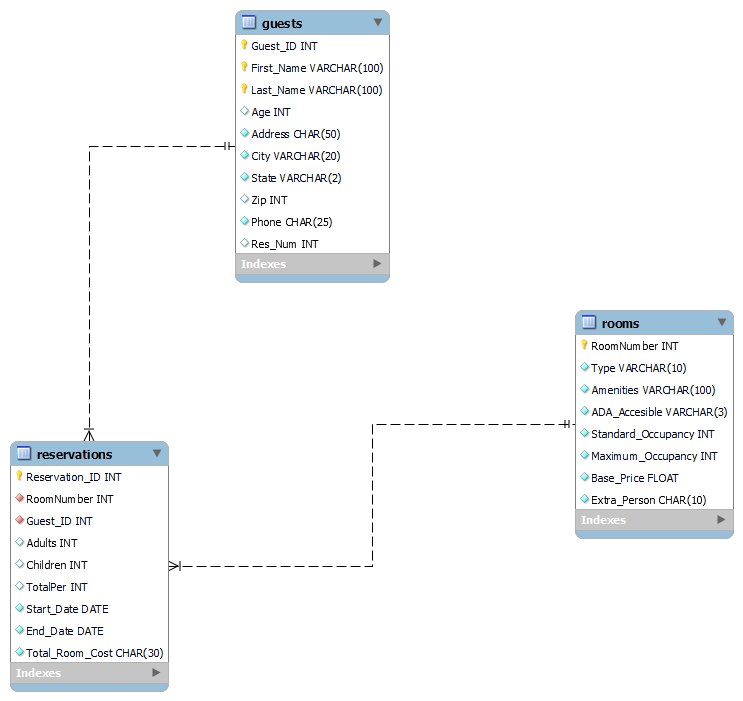 guests
Guest_ID INT
First_Name VARCHAR(100)
Last_Name VARCHAR(100)
Age INT
Address CHAR(50)
City VARCHAR(20)
State VARCHAR(2)
Zip INT
Phone CHAR(25)
Res_Num INT
Indexes
rooms
RoomNumber INT
Type VARCHAR(10)
Amenities VARCHAR(100)
ADA_Accesible VARCHAR(3)
Standard_Occupancy INT
Maximum_Occupancy INT
Base_Price FLOAT
Extra_Person CHAR(10)
Indexes
reservations
Reservation_ID INT
RoomNumber INT
Guest_ID INT
Adults INT
Children INT
TotalPer INT
Start_Date DATE
End_Date DATE
Total_Room_Cost CHAR(30)
Indexes